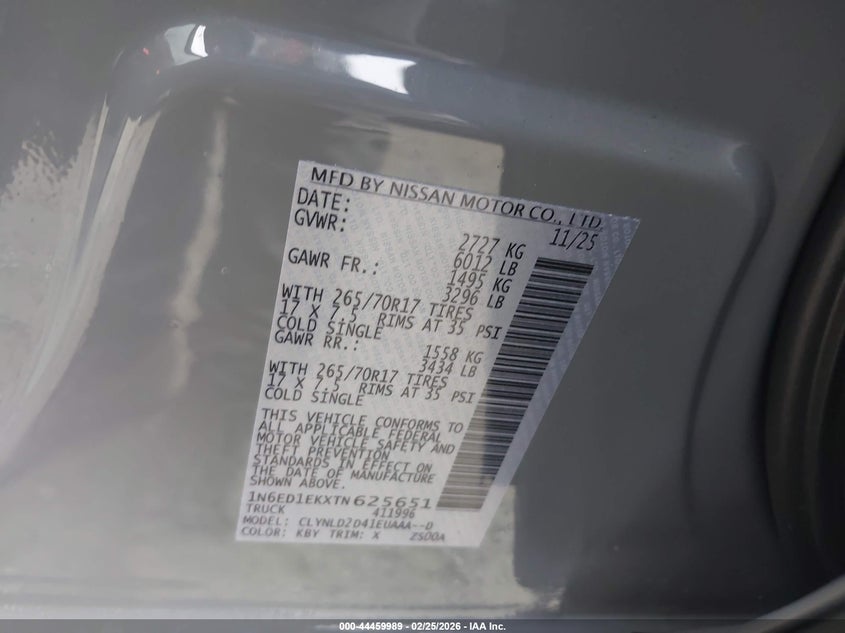 MFD BY NISSAN MOTOR CO., LTD.
DATE: 11/25
GVWR: 2727 KG
6012 LB
GAWR FR.: 1495 KG
3296 LB
WITH 265/70R17 TIRES
17 X 7.5 RIMS AT 35 PSI
COLD SINGLE
GAWR RR.: 1558 KG
3434 LB
WITH 265/70R17 TIRES
17 X 7.5 RIMS AT 35 PSI
COLD SINGLE
THIS VEHICLE CONFORMS TO
ALL APPLICABLE FEDERAL
MOTOR VEHICLE SAFETY AND
THEFT PREVENTION
STANDARDS IN EFFECT ON
THE DATE OF MANUFACTURE
SHOWN ABOVE.
1N6ED1EKXTN625651
TRUCK 411996
MODEL: CLYNLD2D41EUAAA--D
COLOR: KBY TRIM: X
000-44459989 - 02/25/2026 - IAA Inc.